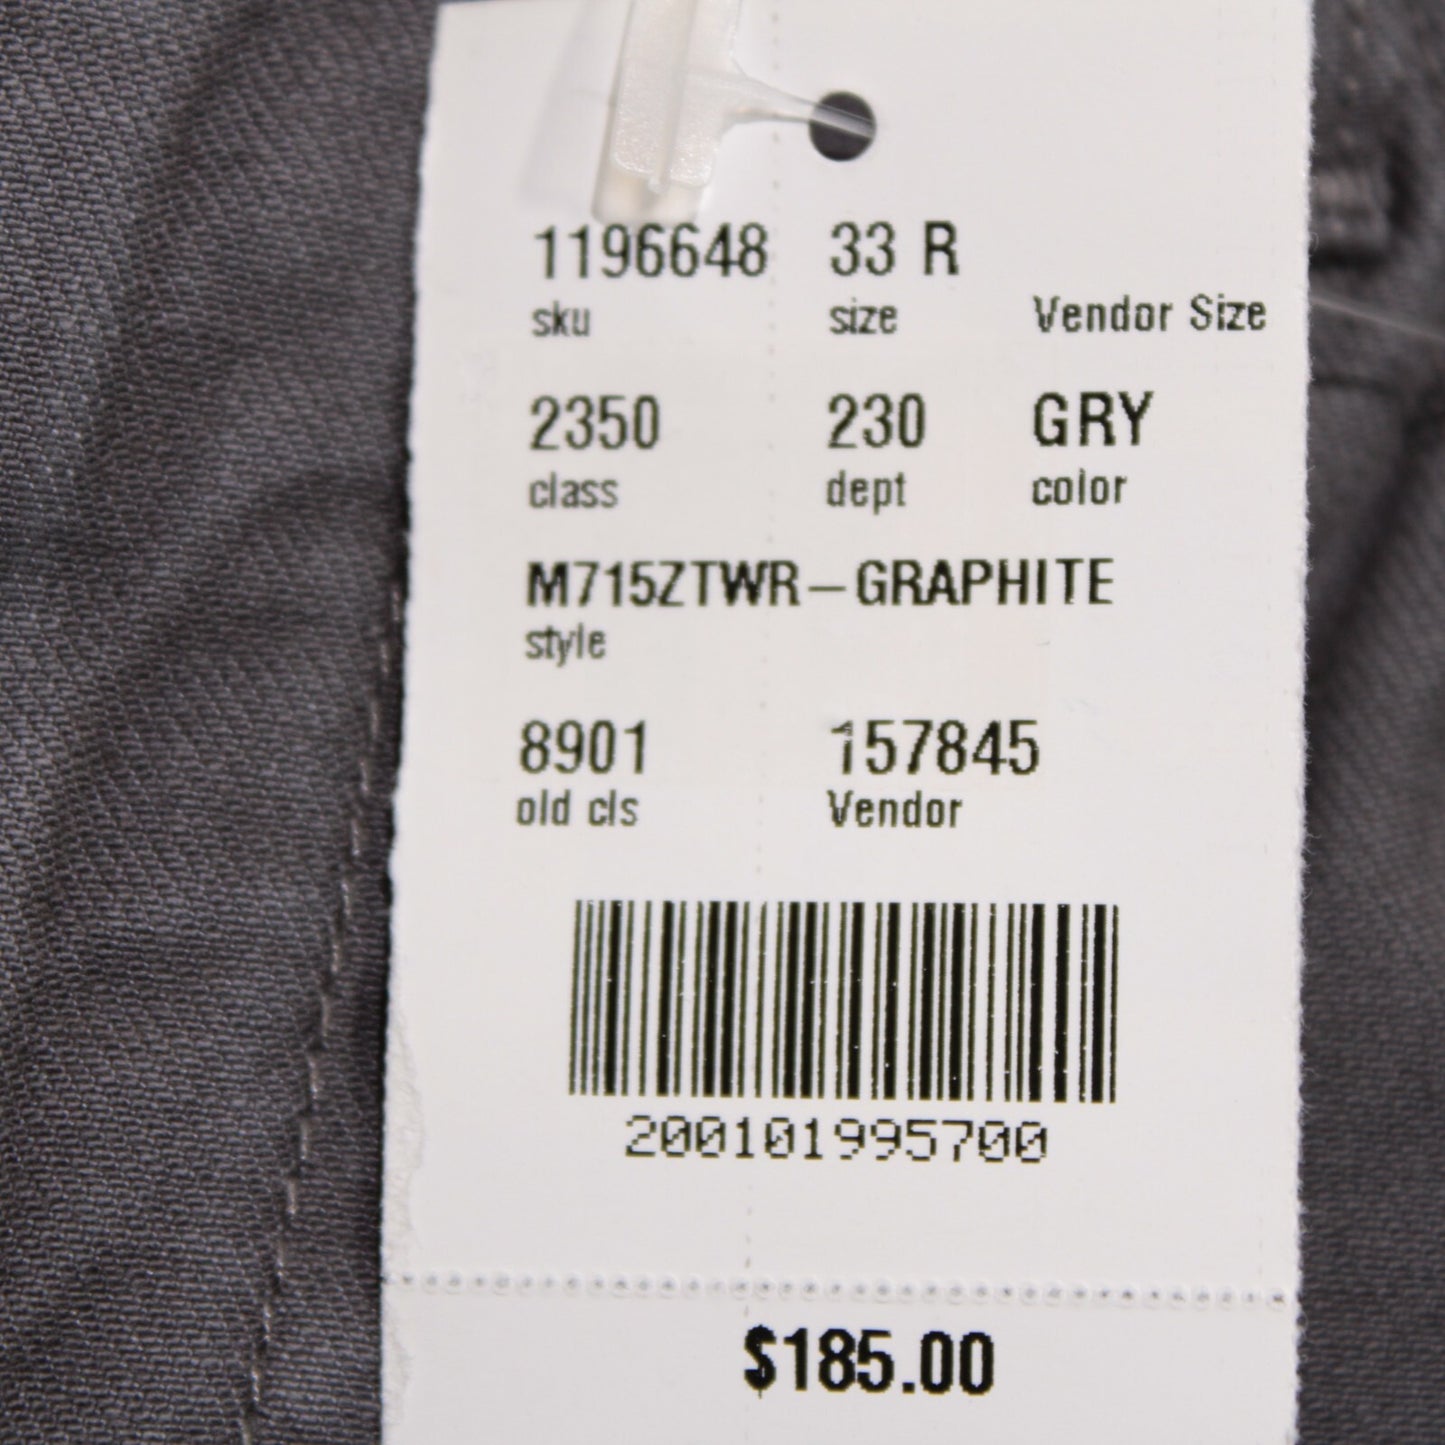 1196648 33 R
sku size Vendor Size
2350 230 GRY
class dept color
M715ZTWR-GRAPHITE
style
8901 157845
old cls Vendor
200101995700
$185.00